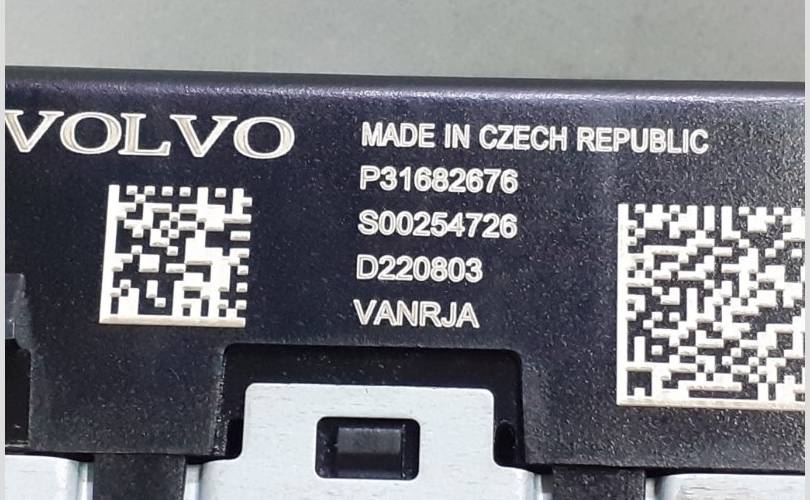 VOLVO
MADE IN CZECH REPUBLIC
P31682676
S00254726
D220803
VANRJA